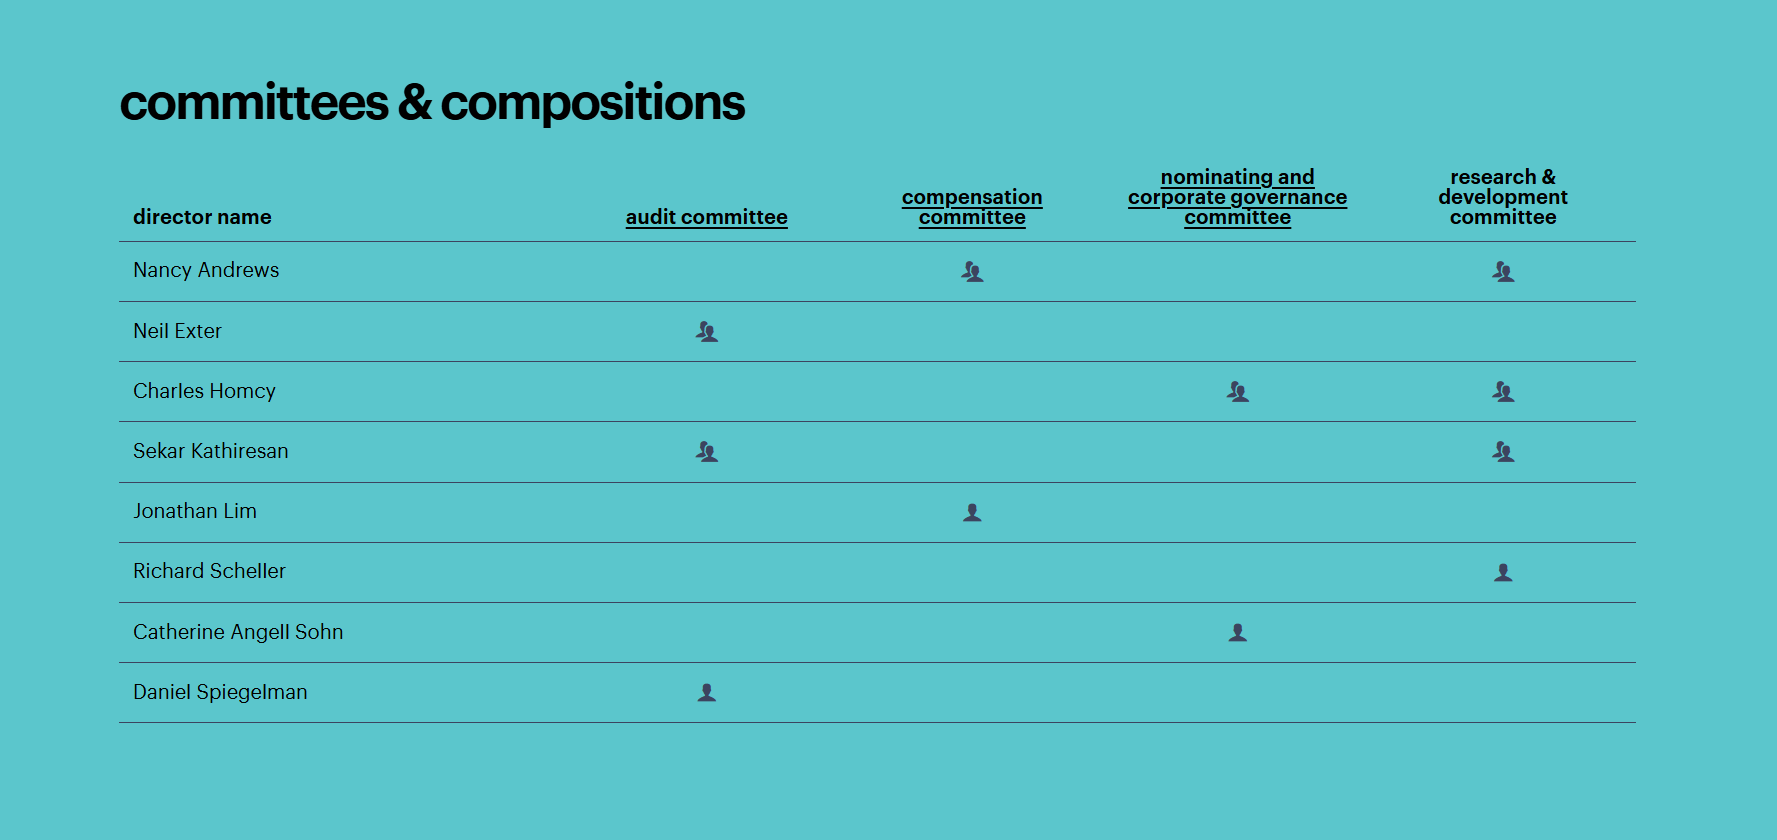 committees & compositions
director name
audit committee
compensation
committee
nominating and
corporate governance
committee
research &
development
committee
Nancy Andrews
Neil Exter
Charles Homcy
Sekar Kathiresan
Jonathan Lim
Richard Scheller
Catherine Angell Sohn
Daniel Spiegelman